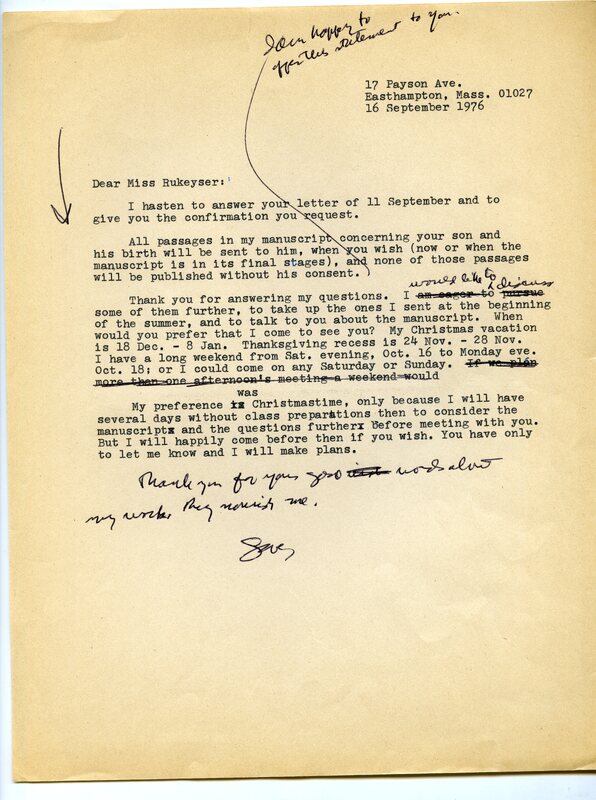 I am happy to
offer this statement to you.
17 Payson Ave.
Easthampton, Mass. 01027
16 September 1976
Dear Miss Rukeyser:
I hasten to answer your letter of 11 September and to
give you the confirmation you request.
All passages in my manuscript concerning your son and
his birth will be sent to him, when you wish (now or when the
manuscript is in its final stages), and none of those passages
will be published without his consent.
would like to discuss
Thank you for answering my questions. I am eager to pursue
some of them further, to take up the ones I sent at the beginning
of the summer, and to talk to you about the manuscript. When
would you prefer that I come to see you? My Christmas vacation
is 18 Dec. - 8 Jan. Thanksgiving recess is 24 Nov. - 28 Nov.
I have a long weekend from Sat. evening, Oct. 16 to Monday eve.
Oct. 18; or I could come on any Saturday or Sunday. If we plan
more than one afternoon's meeting a weekend would
was
My preference is Christmastime, only because I will have
several days without class preparations then to consider the
manuscript and the questions further before meeting with you.
But I will happily come before then if you wish. You have only
to let me know and I will make plans.
Thank you for your good words about
my work. They nourish me.